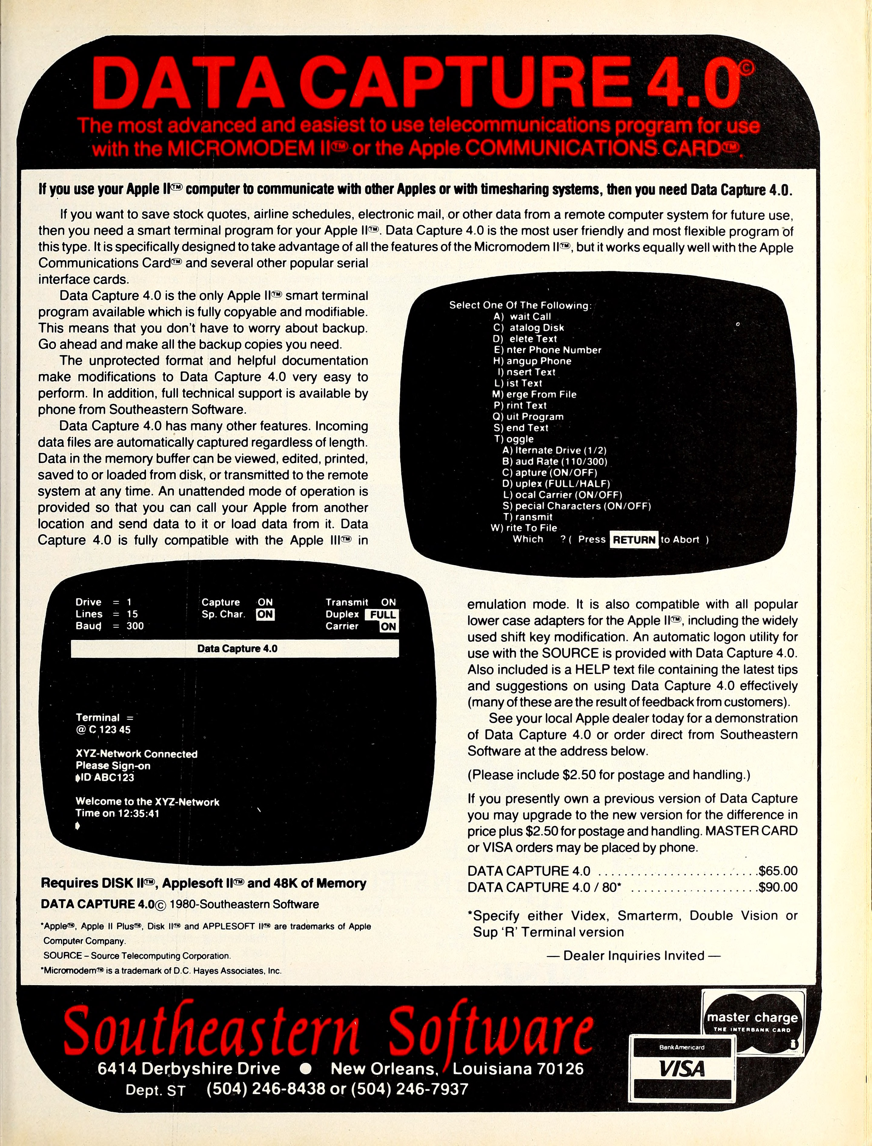 DATA CAPTURE 4.0©
The most advanced and easiest to use telecommunications program for use
with the MICROMODEM II™ or the Apple COMMUNICATIONS CARD™.
If you use your Apple II™ computer to communicate with other Apples or with timesharing systems, then you need Data Capture 4.0.
If you want to save stock quotes, airline schedules, electronic mail, or other data from a remote computer system for future use,
then you need a smart terminal program for your Apple II™. Data Capture 4.0 is the most user friendly and most flexible program of
this type. It is specifically designed to take advantage of all the features of the Micromodem II™, but it works equally well with the Apple
Communications Card™ and several other popular serial
interface cards.
Data Capture 4.0 is the only Apple II™ smart terminal
program available which is fully copyable and modifiable.
This means that you don't have to worry about backup.
Go ahead and make all the backup copies you need.
The unprotected format and helpful documentation
make modifications to Data Capture 4.0 very easy to
perform. In addition, full technical support is available by
phone from Southeastern Software.
Data Capture 4.0 has many other features. Incoming
data files are automatically captured regardless of length.
Data in the memory buffer can be viewed, edited, printed,
saved to or loaded from disk, or transmitted to the remote
system at any time. An unattended mode of operation is
provided so that you can call your Apple from another
location and send data to it or load data from it. Data
Capture 4.0 is fully compatible with the Apple III™ in
Select One Of The Following:
A) wait Call
C) atalog Disk
D) elete Text
E) nter Phone Number
H) angup Phone
I) nsert Text
L) ist Text
M) erge From File
P) rint Text
Q) uit Program
S) end Text
T) oggle
A) lternate Drive (1/2)
B) aud Rate (110/300)
C) apture (ON/OFF)
D) uplex (FULL/HALF)
L) ocal Carrier (ON/OFF)
S) pecial Characters (ON/OFF)
T) ransmit
W) rite To File
Which ? ( Press RETURN to Abort )
Drive = 1 Capture ON Transmit ON
Lines = 15 Sp. Char. ON Duplex FULL
Baud = 300 Carrier ON
Data Capture 4.0
Terminal =
@ C 123 45
XYZ-Network Connected
Please Sign-on
ID ABC123
Welcome to the XYZ-Network
Time on 12:35:41
Requires DISK II™, Applesoft II™ and 48K of Memory
DATA CAPTURE 4.0© 1980-Southeastern Software
*Apple™, Apple II Plus™, Disk II™ and APPLESOFT II™ are trademarks of Apple
Computer Company.
SOURCE – Source Telecomputing Corporation.
*Micromodem™ is a trademark of D.C. Hayes Associates, Inc.
emulation mode. It is also compatible with all popular
lower case adapters for the Apple II™, including the widely
used shift key modification. An automatic logon utility for
use with the SOURCE is provided with Data Capture 4.0.
Also included is a HELP text file containing the latest tips
and suggestions on using Data Capture 4.0 effectively
(many of these are the result of feedback from customers).
See your local Apple dealer today for a demonstration
of Data Capture 4.0 or order direct from Southeastern
Software at the address below.
(Please include $2.50 for postage and handling.)
If you presently own a previous version of Data Capture
you may upgrade to the new version for the difference in
price plus $2.50 for postage and handling. MASTER CARD
or VISA orders may be placed by phone.
DATA CAPTURE 4.0 ........................$65.00
DATA CAPTURE 4.0 / 80* ...................$90.00
*Specify either Videx, Smarterm, Double Vision or
Sup 'R' Terminal version
— Dealer Inquiries Invited —
Southeastern Software
6414 Derbyshire Drive ● New Orleans, Louisiana 70126
Dept. ST (504) 246-8438 or (504) 246-7937
master charge
THE INTERBANK CARD
BankAmericard
VISA